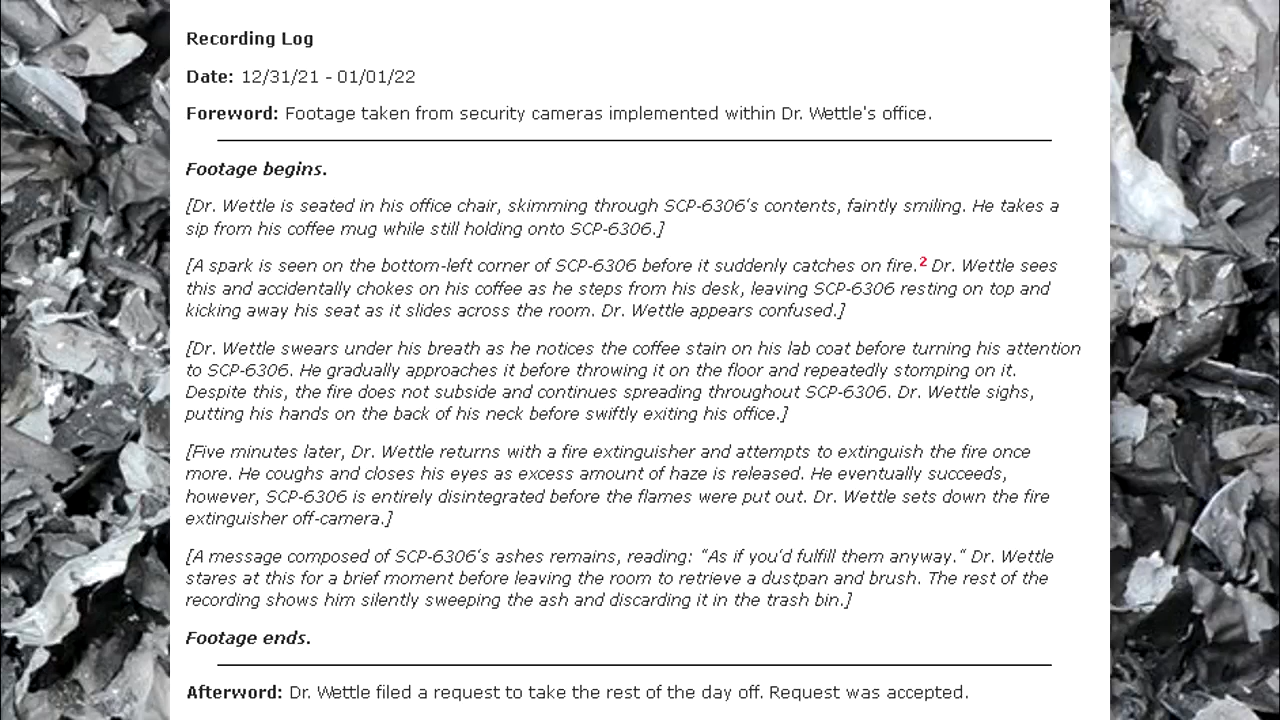 Recording Log
Date: 12/31/21 - 01/01/22
Foreword: Footage taken from security cameras implemented within Dr. Wettle's office.
Footage begins.
[Dr. Wettle is seated in his office chair, skimming through SCP-6306's contents, faintly smiling. He takes a
sip from his coffee mug while still holding onto SCP-6306.]
[A spark is seen on the bottom-left corner of SCP-6306 before it suddenly catches on fire.2 Dr. Wettle sees
this and accidentally chokes on his coffee as he steps from his desk, leaving SCP-6306 resting on top and
kicking away his seat as it slides across the room. Dr. Wettle appears confused.]
[Dr. Wettle swears under his breath as he notices the coffee stain on his lab coat before turning his attention
to SCP-6306. He gradually approaches it before throwing it on the floor and repeatedly stomping on it.
Despite this, the fire does not subside and continues spreading throughout SCP-6306. Dr. Wettle sighs,
putting his hands on the back of his neck before swiftly exiting his office.]
[Five minutes later, Dr. Wettle returns with a fire extinguisher and attempts to extinguish the fire once
more. He coughs and closes his eyes as excess amount of haze is released. He eventually succeeds,
however, SCP-6306 is entirely disintegrated before the flames were put out. Dr. Wettle sets down the fire
extinguisher off-camera.]
[A message composed of SCP-6306's ashes remains, reading: "As if you'd fulfill them anyway." Dr. Wettle
stares at this for a brief moment before leaving the room to retrieve a dustpan and brush. The rest of the
recording shows him silently sweeping the ash and discarding it in the trash bin.]
Footage ends.
Afterword: Dr. Wettle filed a request to take the rest of the day off. Request was accepted.